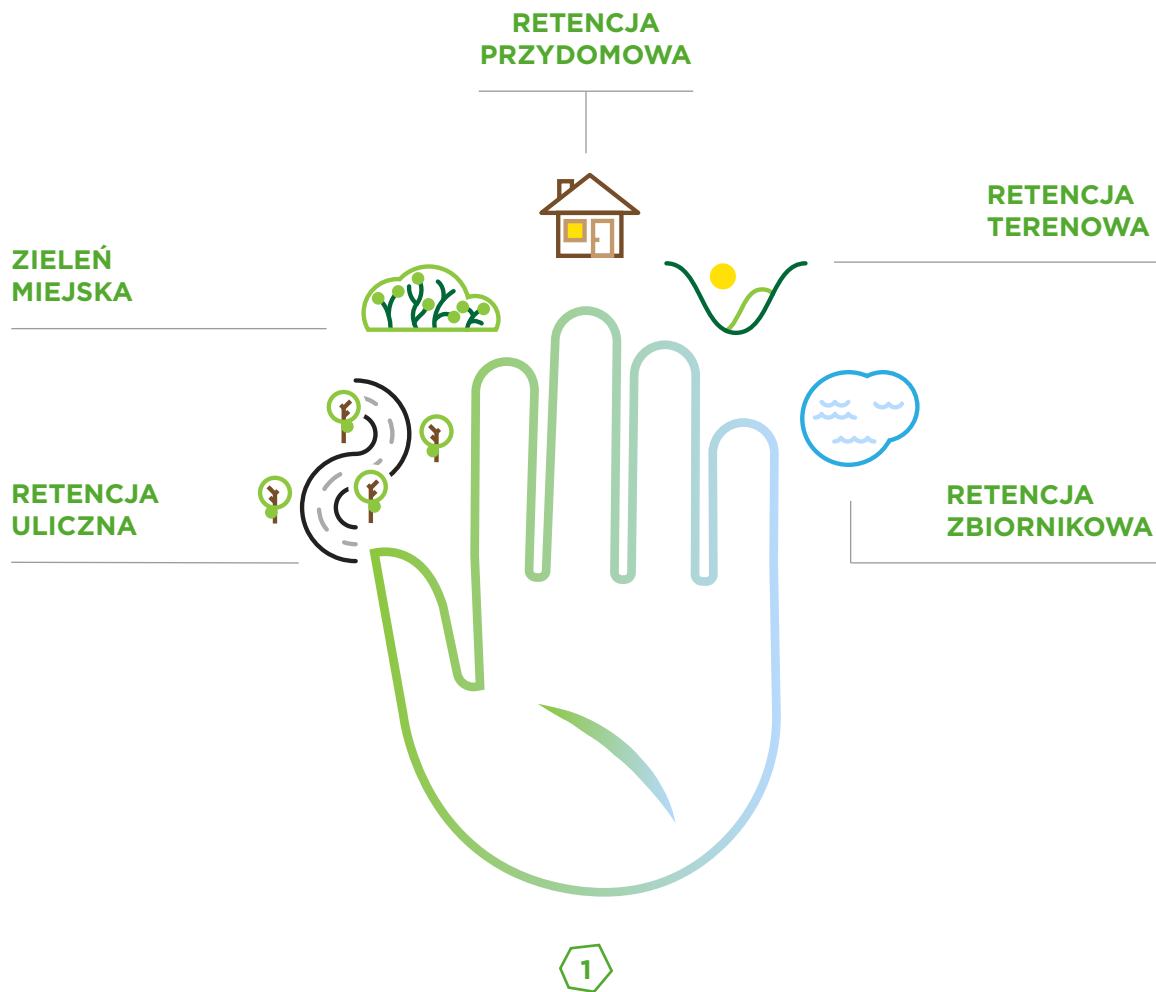 RETENCJA
PRZYDOMOWA
RETENCJA
TERENOWA
ZIELEŃ
MIEJSKA
RETENCJA
ULICZNA
RETENCJA
ZBIORNIKOWA
1